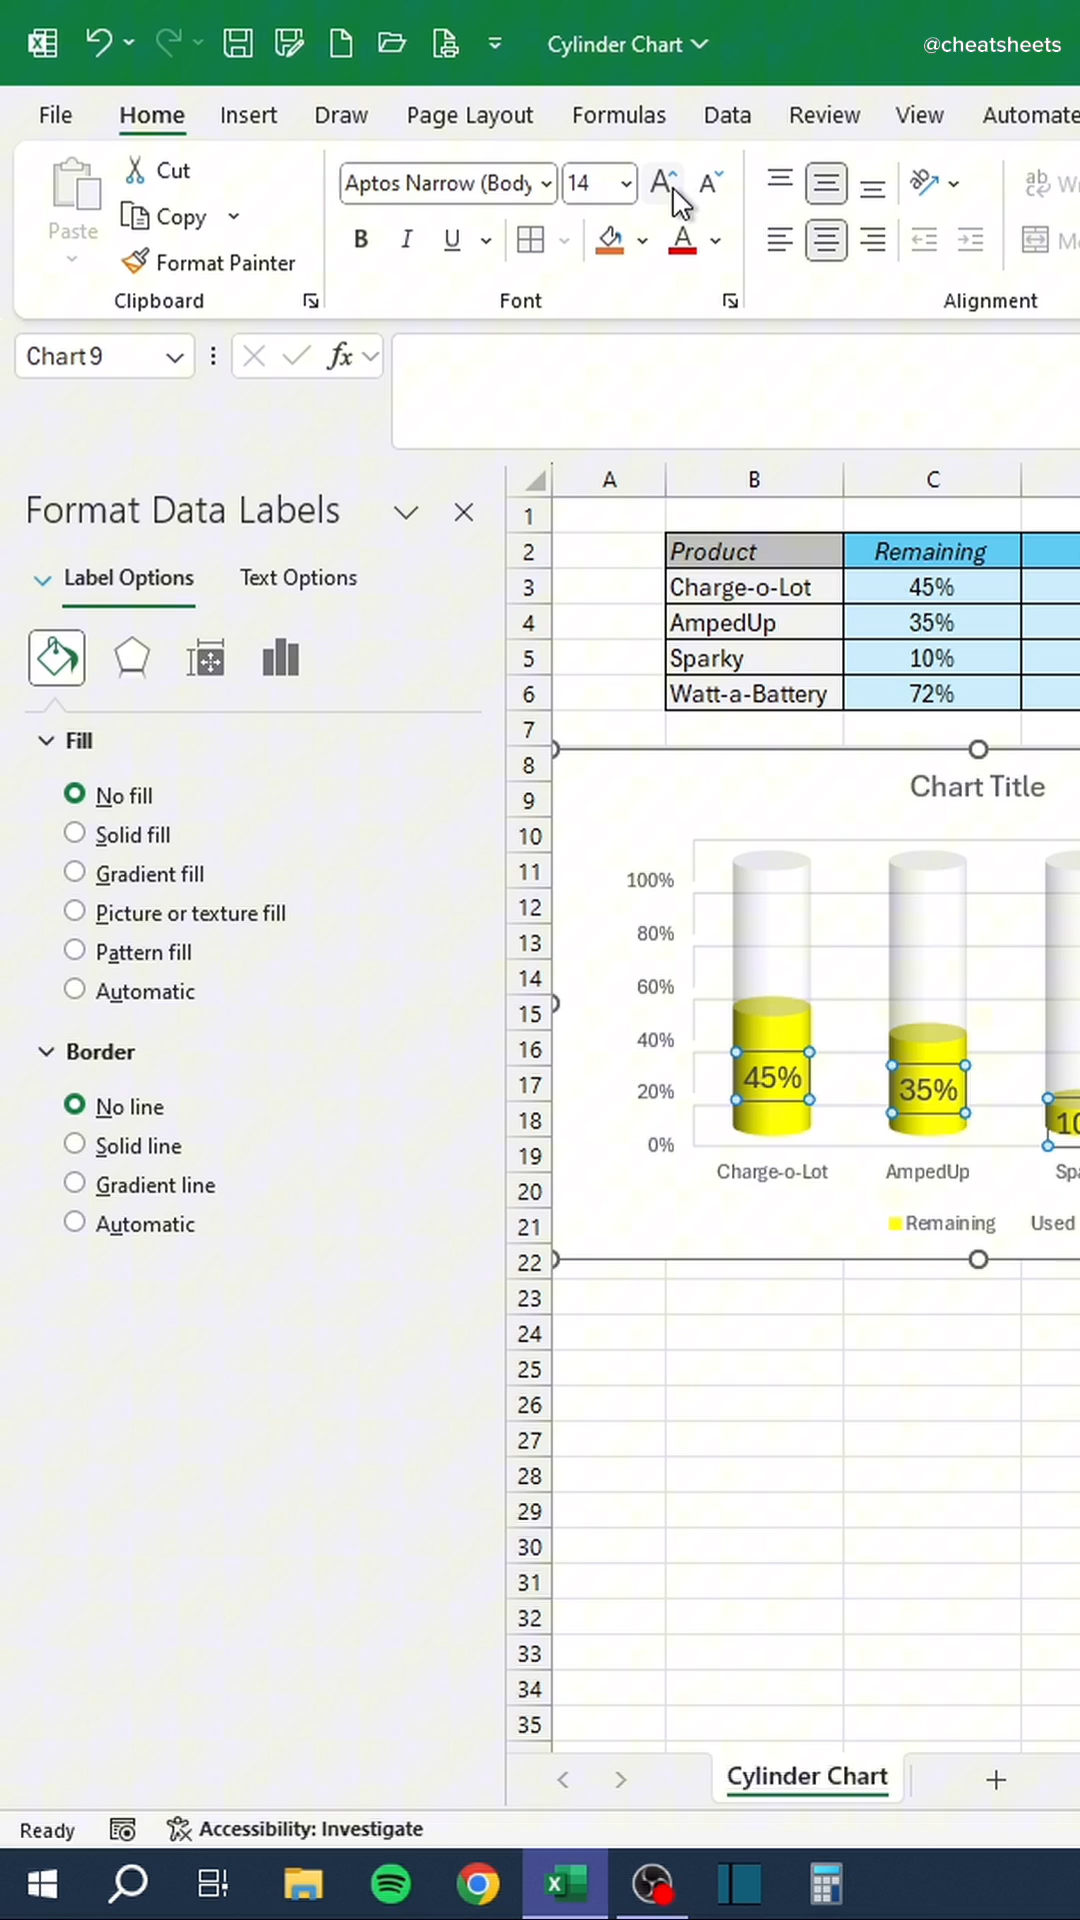 Cylinder Chart
@cheatsheets
File Home Insert Draw Page Layout Formulas Data Review View Automate
Paste
Cut
Copy
Format Painter
Clipboard
Aptos Narrow (Body
14
B I U
Font
Alignment
Chart 9
fx
Format Data Labels
Label Options Text Options
Fill
No fill
Solid fill
Gradient fill
Picture or texture fill
Pattern fill
Automatic
Border
No line
Solid line
Gradient line
Automatic
A B C
1
2 Product Remaining
3 Charge-o-Lot 45%
4 AmpedUp 35%
5 Sparky 10%
6 Watt-a-Battery 72%
7
8
9
10
11
12
13
14
15
16
17
18
19
20
21
22
23
24
25
26
27
28
29
30
31
32
33
34
35
Chart Title
100%
80%
60%
40%
20%
0%
45% 35%
Charge-o-Lot AmpedUp
Remaining Used
Cylinder Chart
Ready
Accessibility: Investigate